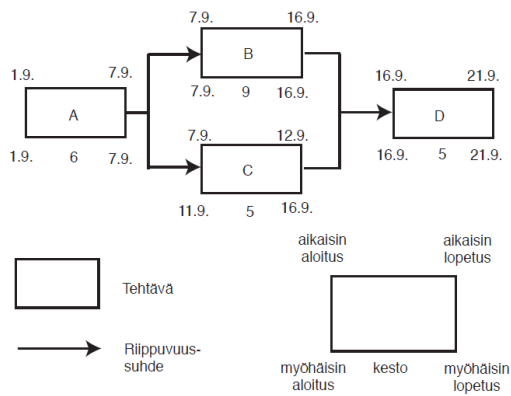 7.9. 16.9.
B
7.9. 9 16.9.
1.9. 7.9.
A
1.9. 6 7.9.
7.9. 12.9.
C
11.9. 5 16.9.
16.9. 21.9.
D
16.9. 5 21.9.
Tehtävä
Riippuvuus-
suhde
aikaisin
aloitus
aikaisin
lopetus
myöhäisin
aloitus
kesto
myöhäisin
lopetus